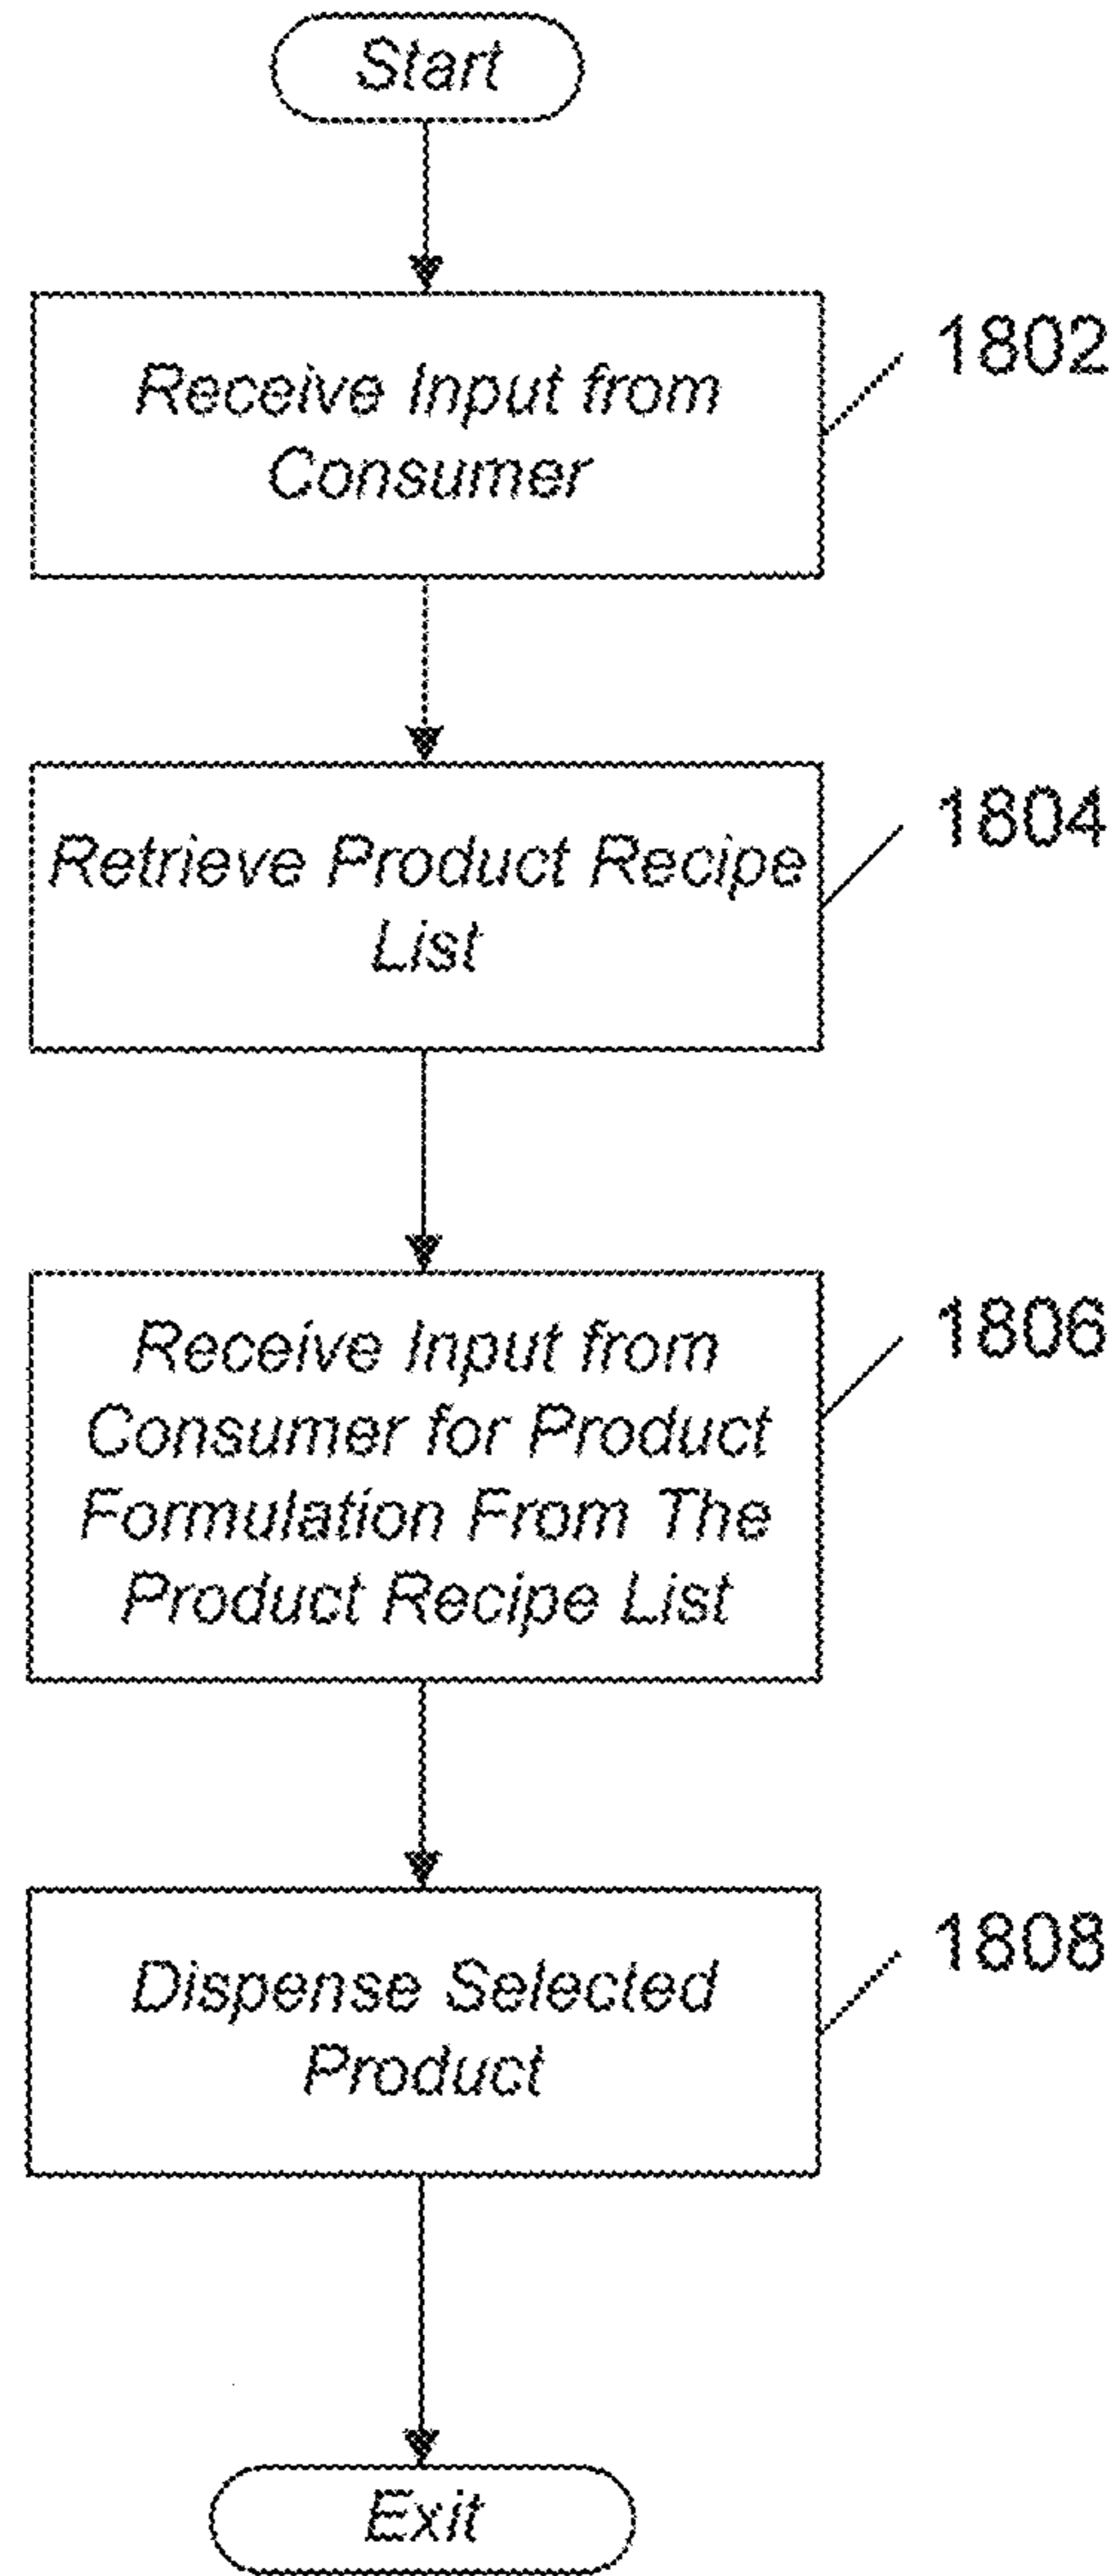 Start
Receive Input from
Consumer
1802
Retrieve Product Recipe
List
1804
Receive Input from
Consumer for Product
Formulation From The
Product Recipe List
1806
Dispense Selected
Product
1808
Exit